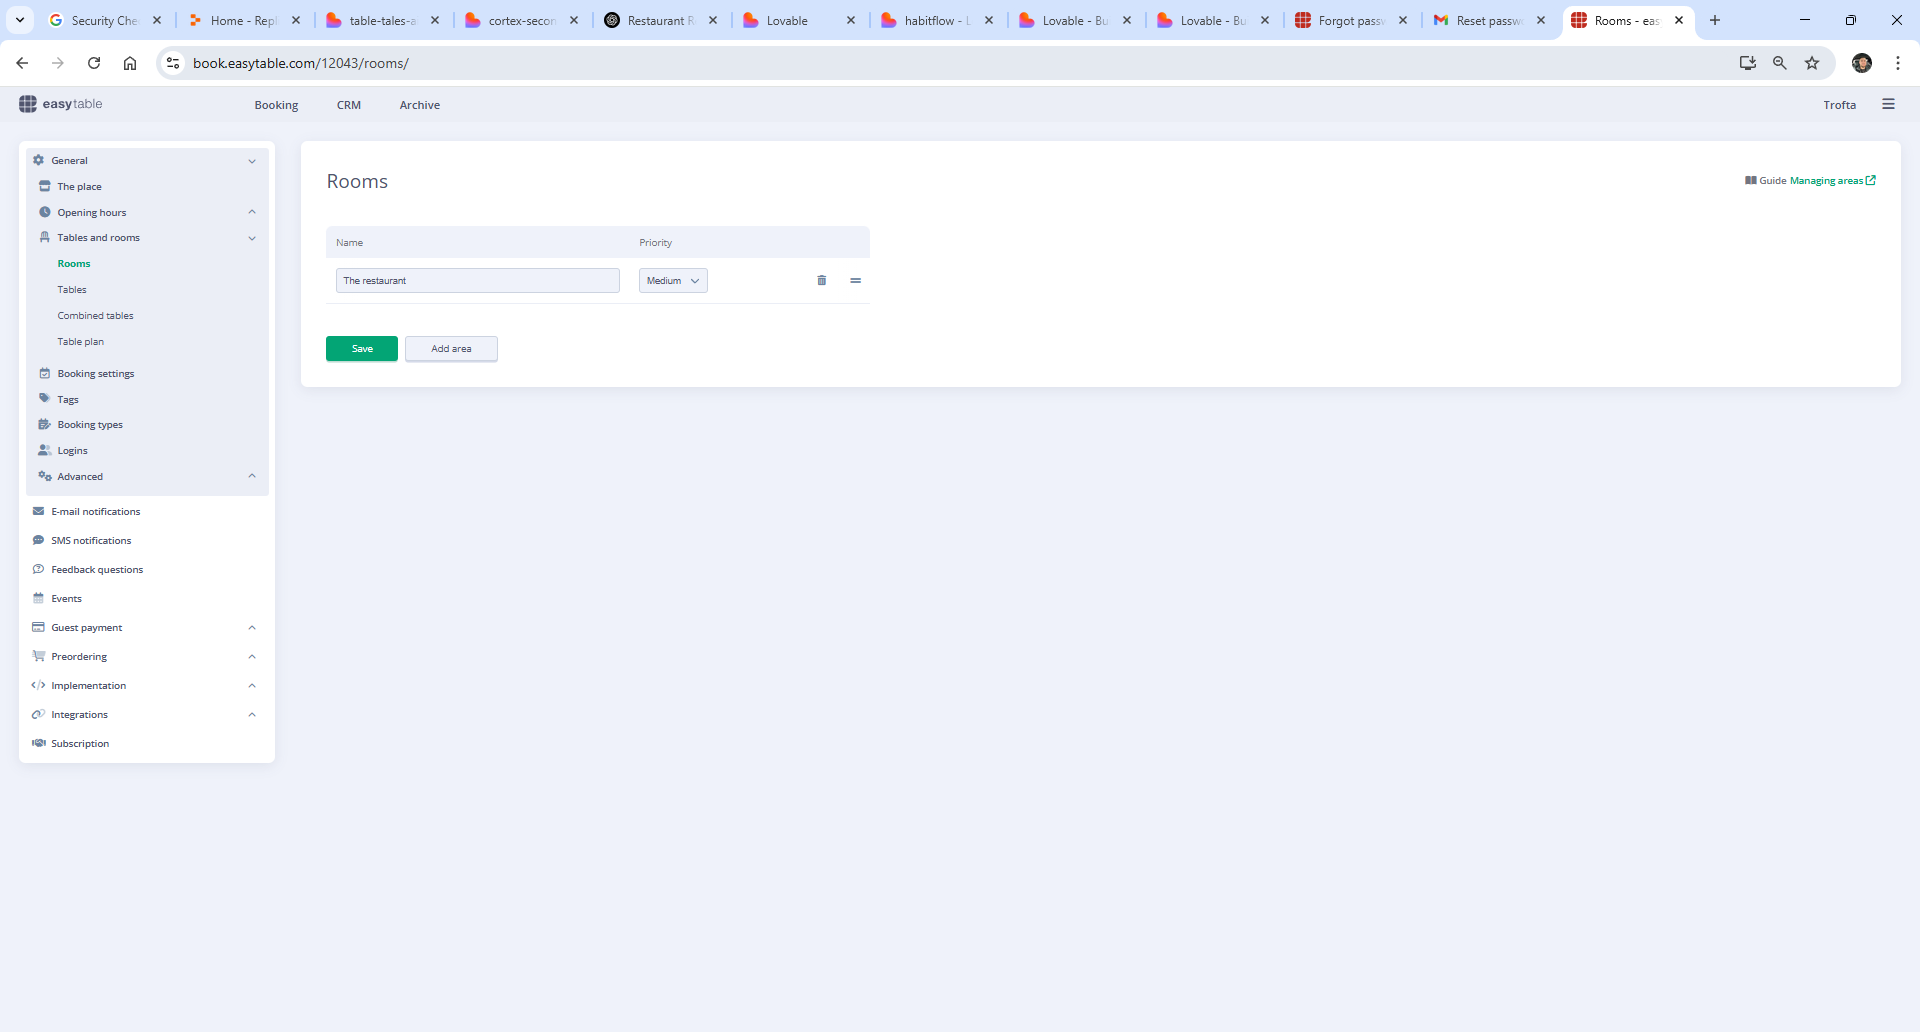 Security Che
Home - Repl
table-tales-a
cortex-secon
Restaurant R
Lovable
habitflow - L
Lovable - Bu
Lovable - Bu
Forgot passw
Reset passw
Rooms - eas
book.easytable.com/12043/rooms/
easytable
Booking
CRM
Archive
Trofta
General
The place
Opening hours
Tables and rooms
Rooms
Tables
Combined tables
Table plan
Booking settings
Tags
Booking types
Logins
Advanced
E-mail notifications
SMS notifications
Feedback questions
Events
Guest payment
Preordering
Implementation
Integrations
Subscription
Rooms
Guide Managing areas
Name Priority
The restaurant Medium
Save Add area